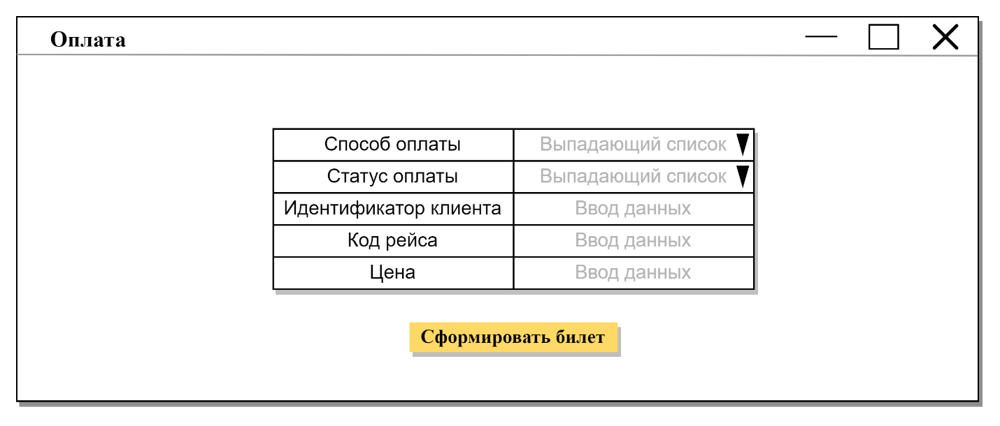 Оплата
Способ оплаты Выпадающий список
Статус оплаты Выпадающий список
Идентификатор клиента Ввод данных
Код рейса Ввод данных
Цена Ввод данных
Сформировать билет